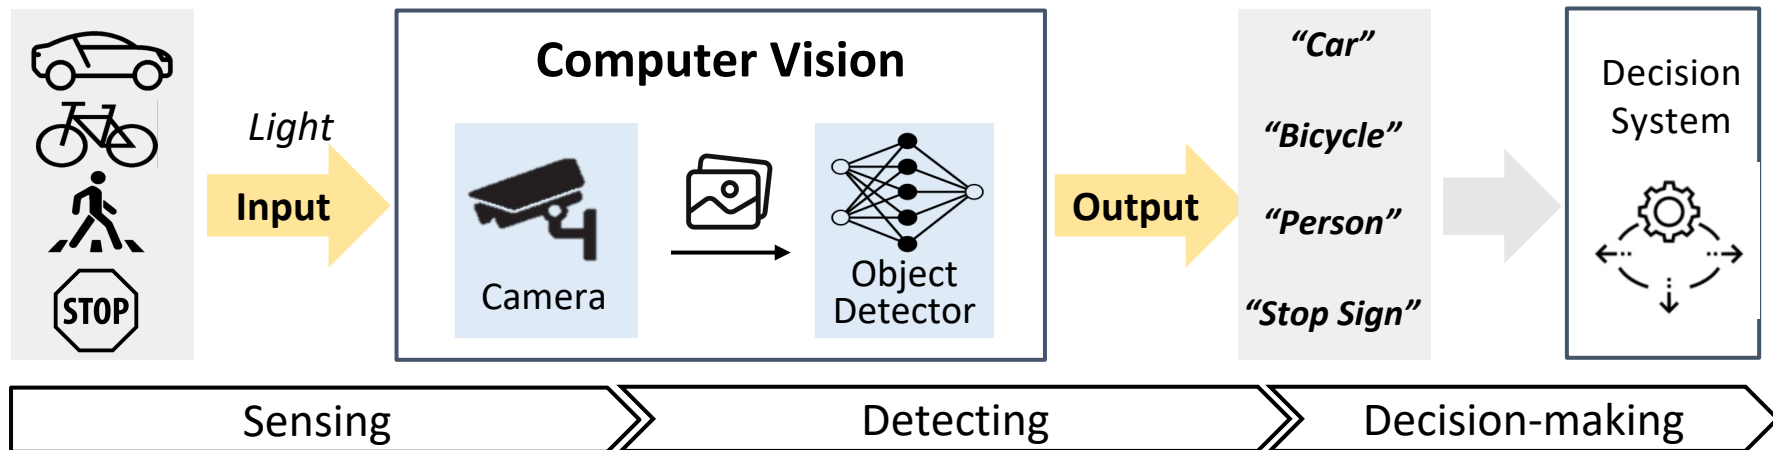 Computer Vision
Light
Input
STOP
Camera
Object
Detector
Output
“Car”
“Bicycle”
“Person”
“Stop Sign”
Decision
System
Sensing
Detecting
Decision-making